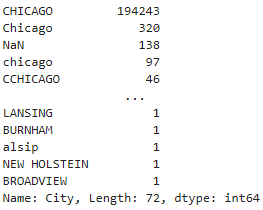 CHICAGO 194243
Chicago 320
NaN 138
chicago 97
CCHICAGO 46
...
LANSING 1
BURNHAM 1
alsip 1
NEW HOLSTEIN 1
BROADVIEW 1
Name: City, Length: 72, dtype: int64